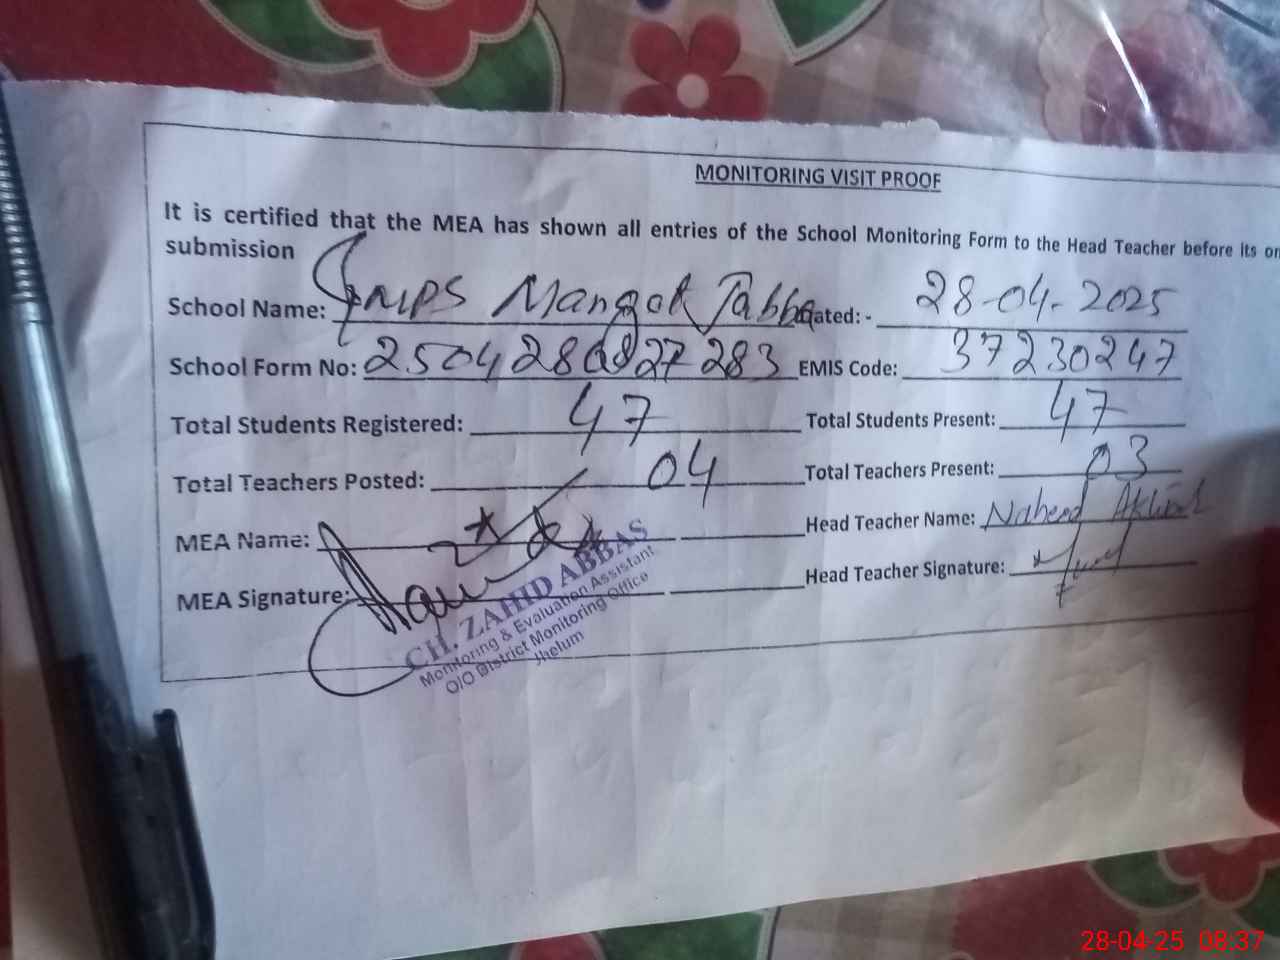 MONITORING VISIT PROOF
It is certified that the MEA has shown all entries of the School Monitoring Form to the Head Teacher before its on
submission
School Name: GMPS Mangot Jabba Dated: - 28-04-2025
School Form No: 2504280827283 EMIS Code: 37230247
Total Students Registered: 47 Total Students Present: 47
Total Teachers Posted: 04 Total Teachers Present: 03
MEA Name: Head Teacher Name: Naheed Akhtar
MEA Signature: Head Teacher Signature:
CH. ZAHID ABBAS
Monitoring & Evaluation Assistant
O/O District Monitoring Office
Jhelum
28-04-25 08:37